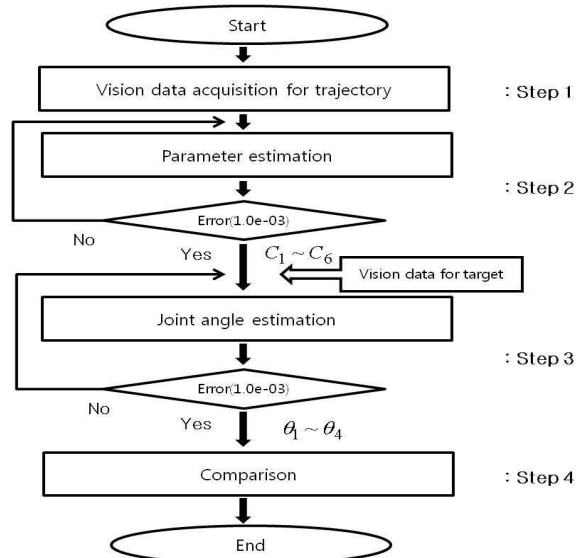 Start
Vision data acquisition for trajectory
: Step 1
Parameter estimation
: Step 2
Error(1.0e-03)
No
Yes
C₁ ~ C₆
Vision data for target
Joint angle estimation
: Step 3
Error(1.0e-03)
No
Yes
θ₁ ~ θ₄
Comparison
: Step 4
End